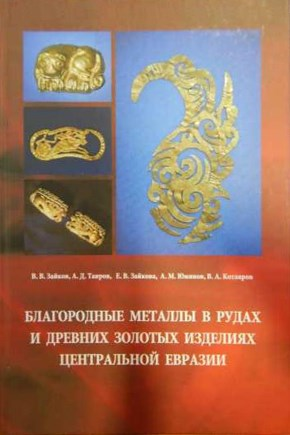 В. В. Зайков, А. Д. Таиров, Е. В. Зайкова, А. М. Юминов, В. А. Котляров
БЛАГОРОДНЫЕ МЕТАЛЛЫ В РУДАХ
И ДРЕВНИХ ЗОЛОТЫХ ИЗДЕЛИЯХ
ЦЕНТРАЛЬНОЙ ЕВРАЗИИ